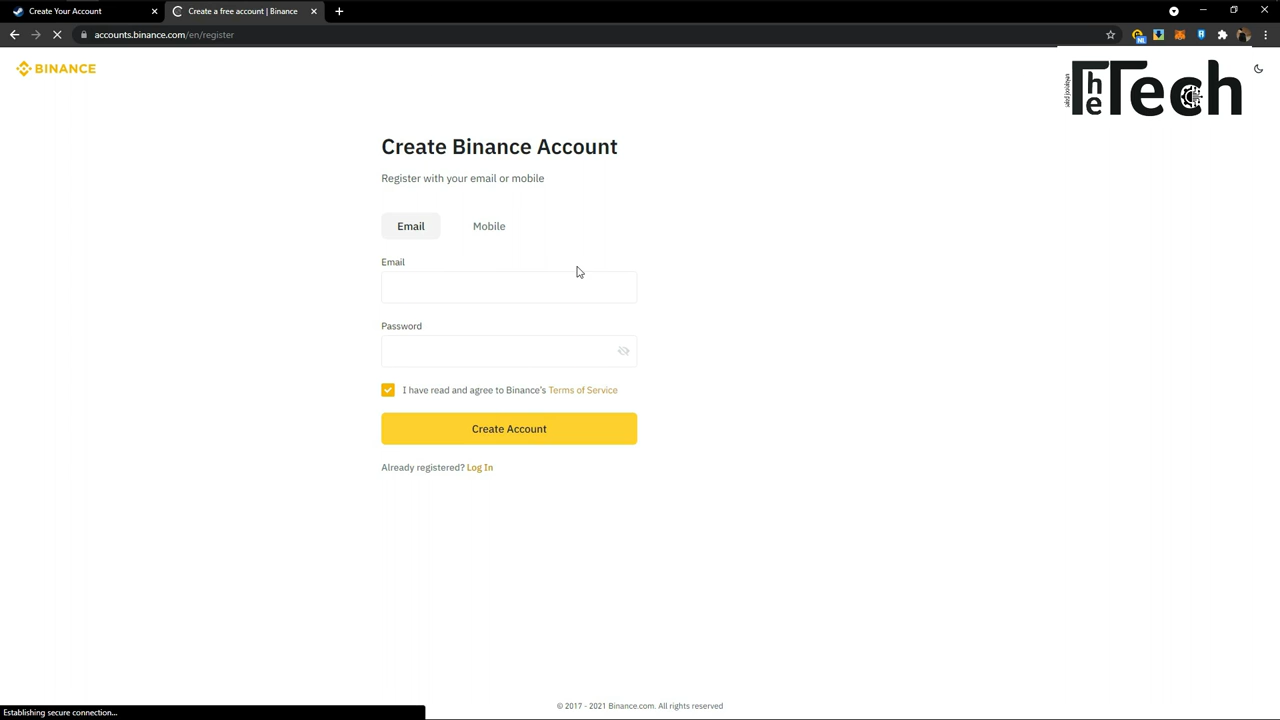 Create Your Account
Create a free account | Binance
accounts.binance.com/en/register
BINANCE
The Tech
Create Binance Account
Register with your email or mobile
Email
Mobile
Email
Password
I have read and agree to Binance's Terms of Service
Create Account
Already registered? Log In
© 2017 - 2021 Binance.com. All rights reserved
Establishing secure connection...